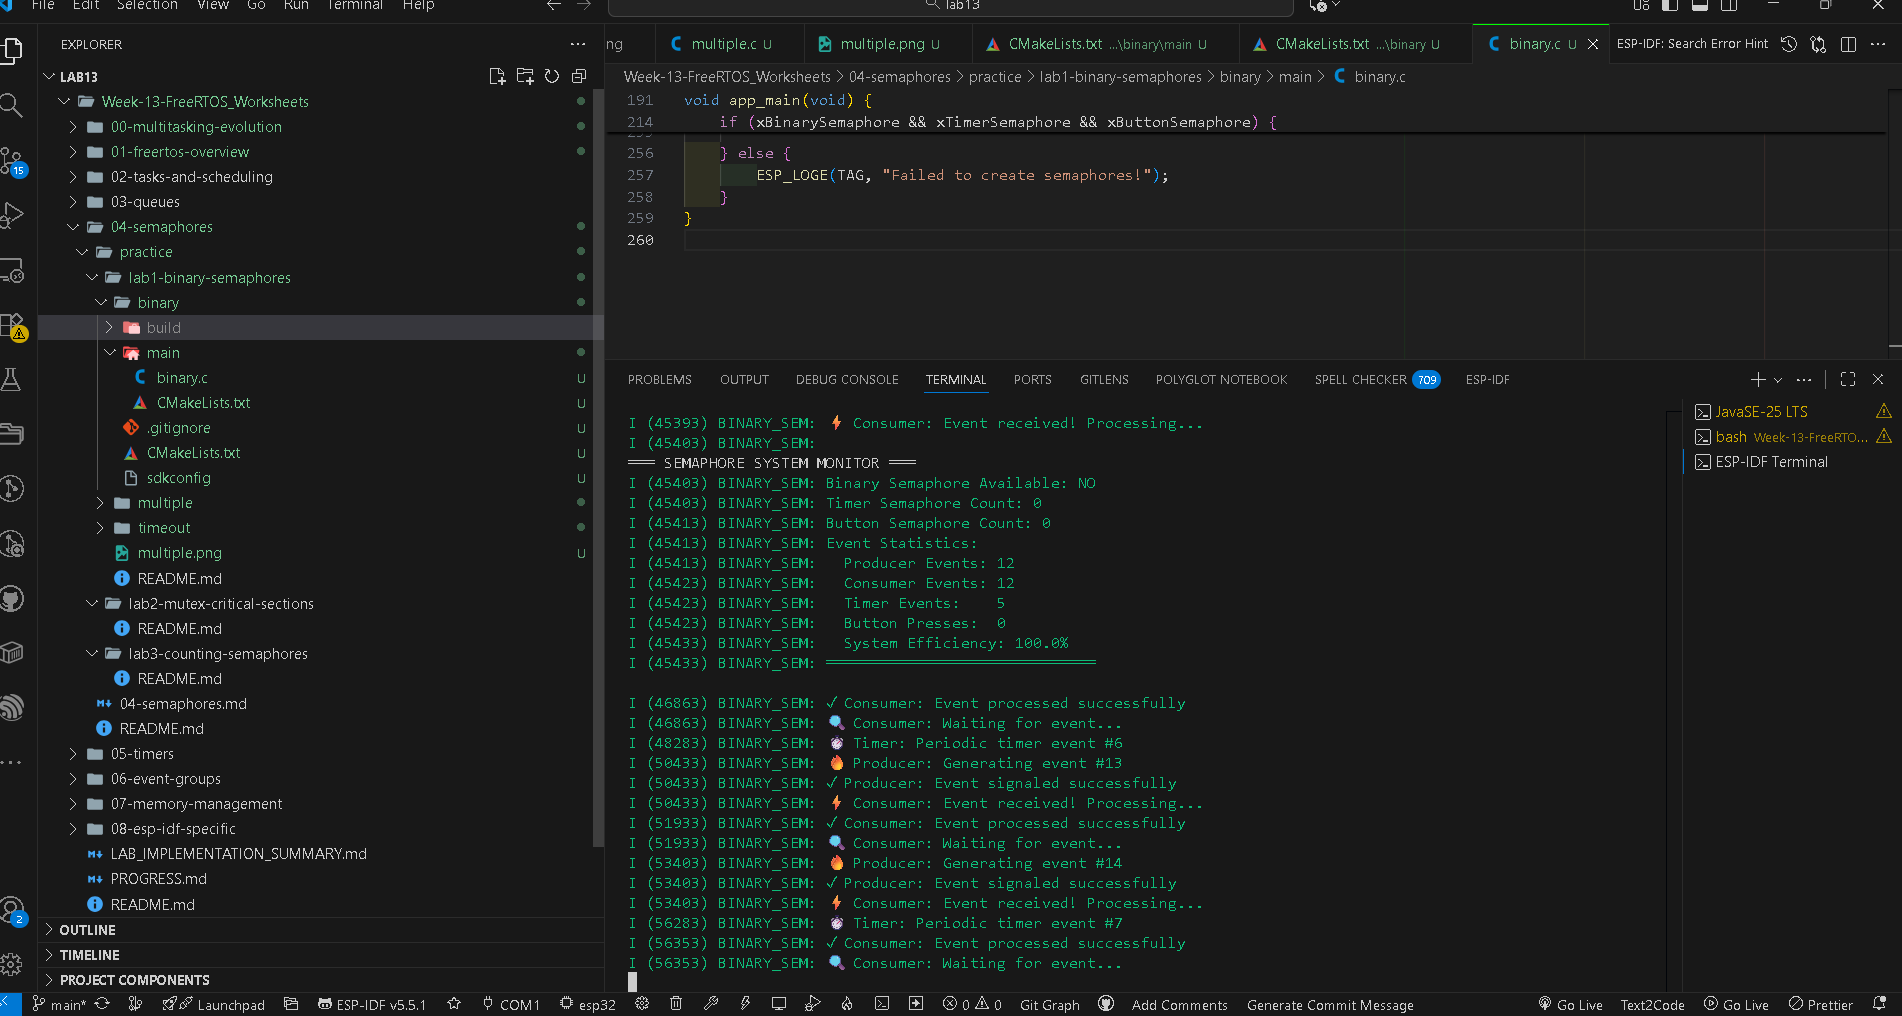 File Edit Selection View Go Run Terminal Help
lab13
EXPLORER
LAB13
Week-13-FreeRTOS_Worksheets
00-multitasking-evolution
01-freertos-overview
02-tasks-and-scheduling
03-queues
04-semaphores
practice
lab1-binary-semaphores
binary
build
main
binary.c U
CMakeLists.txt U
.gitignore U
CMakeLists.txt U
sdkconfig U
multiple
timeout
multiple.png U
README.md
lab2-mutex-critical-sections
README.md
lab3-counting-semaphores
README.md
04-semaphores.md
README.md
05-timers
06-event-groups
07-memory-management
08-esp-idf-specific
LAB_IMPLEMENTATION_SUMMARY.md
PROGRESS.md
README.md
OUTLINE
TIMELINE
PROJECT COMPONENTS
15
2
ng
multiple.c U
multiple.png U
CMakeLists.txt ...\binary\main U
CMakeLists.txt ...\binary U
binary.c U
ESP-IDF: Search Error Hint
Week-13-FreeRTOS_Worksheets > 04-semaphores > practice > lab1-binary-semaphores > binary > main > binary.c
191 void app_main(void) {
214 if (xBinarySemaphore && xTimerSemaphore && xButtonSemaphore) {
256 } else {
257 ESP_LOGE(TAG, "Failed to create semaphores!");
258 }
259 }
260
PROBLEMS OUTPUT DEBUG CONSOLE TERMINAL PORTS GITLENS POLYGLOT NOTEBOOK SPELL CHECKER 709 ESP-IDF
I (45393) BINARY_SEM: ⚡ Consumer: Event received! Processing...
I (45403) BINARY_SEM:
═══ SEMAPHORE SYSTEM MONITOR ═══
I (45403) BINARY_SEM: Binary Semaphore Available: NO
I (45403) BINARY_SEM: Timer Semaphore Count: 0
I (45413) BINARY_SEM: Button Semaphore Count: 0
I (45413) BINARY_SEM: Event Statistics:
I (45413) BINARY_SEM: Producer Events: 12
I (45423) BINARY_SEM: Consumer Events: 12
I (45423) BINARY_SEM: Timer Events: 5
I (45423) BINARY_SEM: Button Presses: 0
I (45433) BINARY_SEM: System Efficiency: 100.0%
I (45433) BINARY_SEM: ══════════════════════════════
I (46863) BINARY_SEM: ✓ Consumer: Event processed successfully
I (46863) BINARY_SEM: 🔍 Consumer: Waiting for event...
I (48283) BINARY_SEM: ⏱ Timer: Periodic timer event #6
I (50433) BINARY_SEM: 🔥 Producer: Generating event #13
I (50433) BINARY_SEM: ✓ Producer: Event signaled successfully
I (50433) BINARY_SEM: ⚡ Consumer: Event received! Processing...
I (51933) BINARY_SEM: ✓ Consumer: Event processed successfully
I (51933) BINARY_SEM: 🔍 Consumer: Waiting for event...
I (53403) BINARY_SEM: 🔥 Producer: Generating event #14
I (53403) BINARY_SEM: ✓ Producer: Event signaled successfully
I (53403) BINARY_SEM: ⚡ Consumer: Event received! Processing...
I (56283) BINARY_SEM: ⏱ Timer: Periodic timer event #7
I (56353) BINARY_SEM: ✓ Consumer: Event processed successfully
I (56353) BINARY_SEM: 🔍 Consumer: Waiting for event...
JavaSE-25 LTS
bash Week-13-FreeRTO...
ESP-IDF Terminal
main* Launchpad ESP-IDF v5.5.1 COM1 esp32 0 0 Git Graph Add Comments Generate Commit Message Go Live Text2Code Go Live Prettier